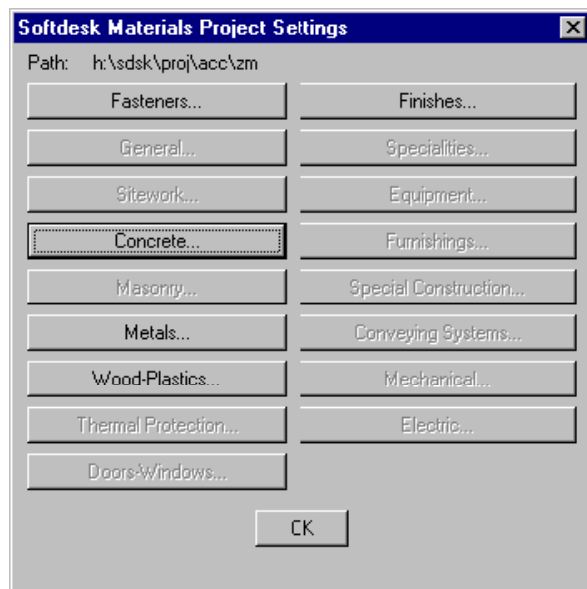 Softdesk Materials Project Settings
Path: h:\sdsk\proj\acc\zm
Fasteners...
Finishes...
General...
Specialities...
Sitework...
Equipment...
Concrete...
Furnishings...
Masonry...
Special Construction...
Metals...
Conveying Systems...
Wood-Plastics...
Mechanical...
Thermal Protection...
Electric...
Doors-Windows...
OK